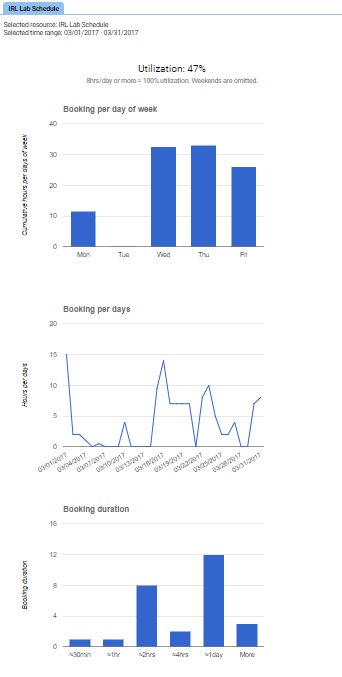 IRL Lab Schedule
Selected resource: IRL Lab Schedule
Selected time range: 03/01/2017 - 03/31/2017
Utilization: 47%
8hrs/day or more = 100% utilization. Weekends are omitted.
Booking per day of week
Cumulative hours per days of week
40
30
20
10
0
Mon Tue Wed Thu Fri
Booking per days
Hours per days
20
15
10
5
0
03/01/2017 03/04/2017 03/07/2017 03/10/2017 03/13/2017 03/16/2017 03/19/2017 03/22/2017 03/25/2017 03/28/2017 03/31/2017
Booking duration
Booking duration
16
12
8
4
0
≈30min ≈1hr ≈2hrs ≈4hrs ≈1day More